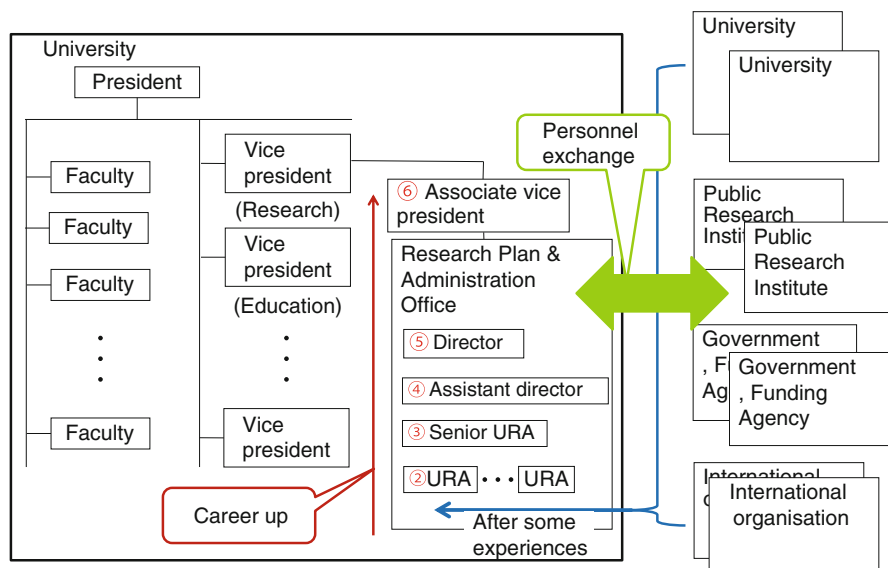 University
President
Faculty
Faculty
Faculty
Faculty
Vice
president
(Research)
Vice
president
(Education)
Vice
president
Career up
⑥ Associate vice
president
Research Plan &
Administration
Office
⑤ Director
④ Assistant director
③ Senior URA
②URA ・・・ URA
After some
experiences
Personnel
exchange
University
University
Public
Research
Public
Research
Institute
Government
Government
, Funding
Agency
International
International
organisation